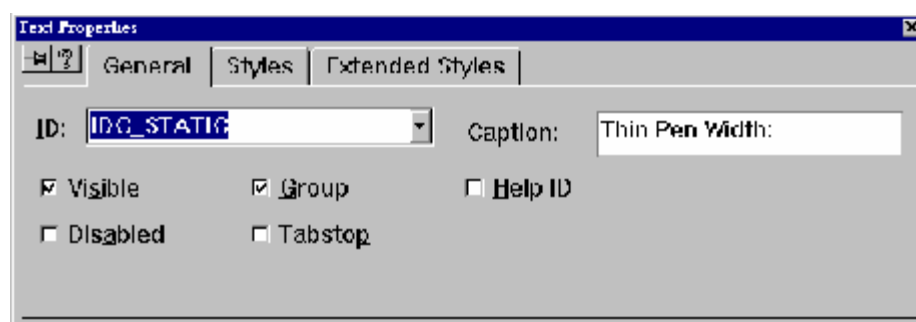 Text Properties
? General Styles Extended Styles
ID: IDC_STATIC Caption: Thin Pen Width:
Visible Group Help ID
Disabled Tabstop